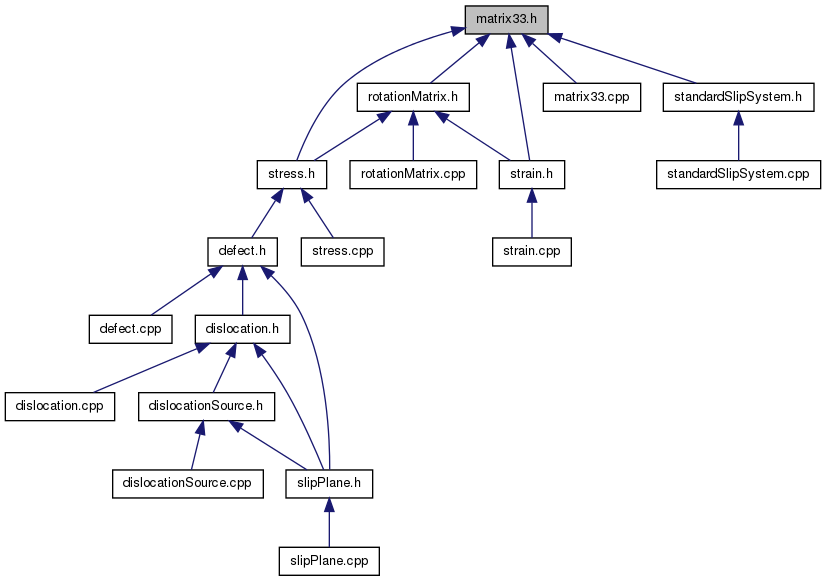 matrix33.h
rotationMatrix.h
matrix33.cpp
standardSlipSystem.h
stress.h
rotationMatrix.cpp
strain.h
standardSlipSystem.cpp
defect.h
stress.cpp
strain.cpp
defect.cpp
dislocation.h
dislocation.cpp
dislocationSource.h
dislocationSource.cpp
slipPlane.h
slipPlane.cpp